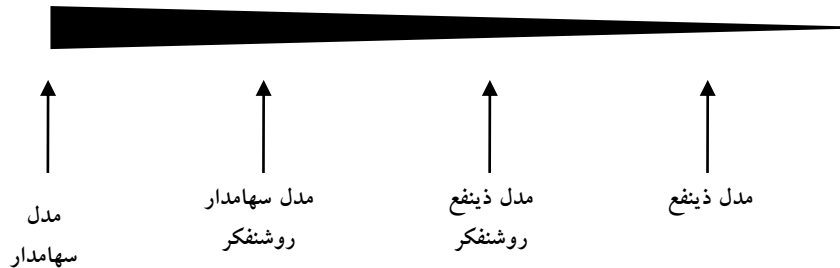 مدل ذینفع
مدل ذینفع
روشنفکر
مدل سهامدار
روشنفکر
مدل
سهامدار